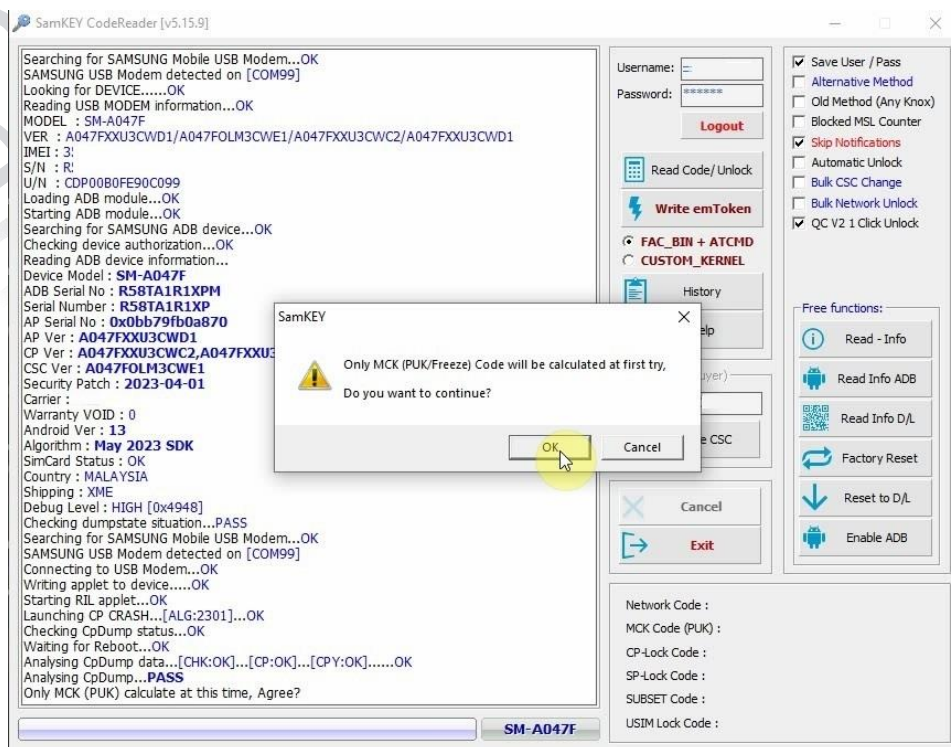 SamKEY CodeReader [v5.15.9]
Searching for SAMSUNG Mobile USB Modem...OK
SAMSUNG USB Modem detected on [COM99]
Looking for DEVICE......OK
Reading USB MODEM information...OK
MODEL : SM-A047F
VER : A047FXXU3CWD1/A047FOLM3CWE1/A047FXXU3CWC2/A047FXXU3CWD1
IMEI : 3
S/N : R
U/N : CDP00B0FE90C099
Loading ADB module...OK
Starting ADB module...OK
Searching for SAMSUNG ADB device...OK
Checking device authorization...OK
Reading ADB device information...
Device Model : SM-A047F
ADB Serial No : R58TA1R1XPM
Serial Number : R58TA1R1XP
AP Serial No : 0x0bb79fb0a870
AP Ver : A047FXXU3CWD1
CP Ver : A047FXXU3CWC2,A047FXXU3
CSC Ver : A047FOLM3CWE1
Security Patch : 2023-04-01
Carrier :
Warranty VOID : 0
Android Ver : 13
Algorithm : May 2023 SDK
SimCard Status : OK
Country : MALAYSIA
Shipping : XME
Debug Level : HIGH [0x4948]
Checking dumpstate situation...PASS
Searching for SAMSUNG Mobile USB Modem...OK
SAMSUNG USB Modem detected on [COM99]
Connecting to USB Modem...OK
Writing applet to device.....OK
Starting RIL applet...OK
Launching CP CRASH...[ALG:2301]...OK
Checking CpDump status...OK
Waiting for Reboot...OK
Analysing CpDump data...[CHK:OK]...[CP:OK]...[CPY:OK]......OK
Analysing CpDump...PASS
Only MCK (PUK) calculate at this time, Agree?
SM-A047F
SamKEY
Only MCK (PUK/Freeze) Code will be calculated at first try,
Do you want to continue?
OK
Cancel
Username:
Password: ******
Logout
Read Code/ Unlock
Write emToken
FAC_BIN + ATCMD
CUSTOM_KERNEL
History
elp
uyer)
e CSC
Cancel
Exit
Save User / Pass
Alternative Method
Old Method (Any Knox)
Blocked MSL Counter
Skip Notifications
Automatic Unlock
Bulk CSC Change
Bulk Network Unlock
QC V2 1 Click Unlock
Free functions:
Read - Info
Read Info ADB
Read Info D/L
Factory Reset
Reset to D/L
Enable ADB
Network Code :
MCK Code (PUK) :
CP-Lock Code :
SP-Lock Code :
SUBSET Code :
USIM Lock Code :